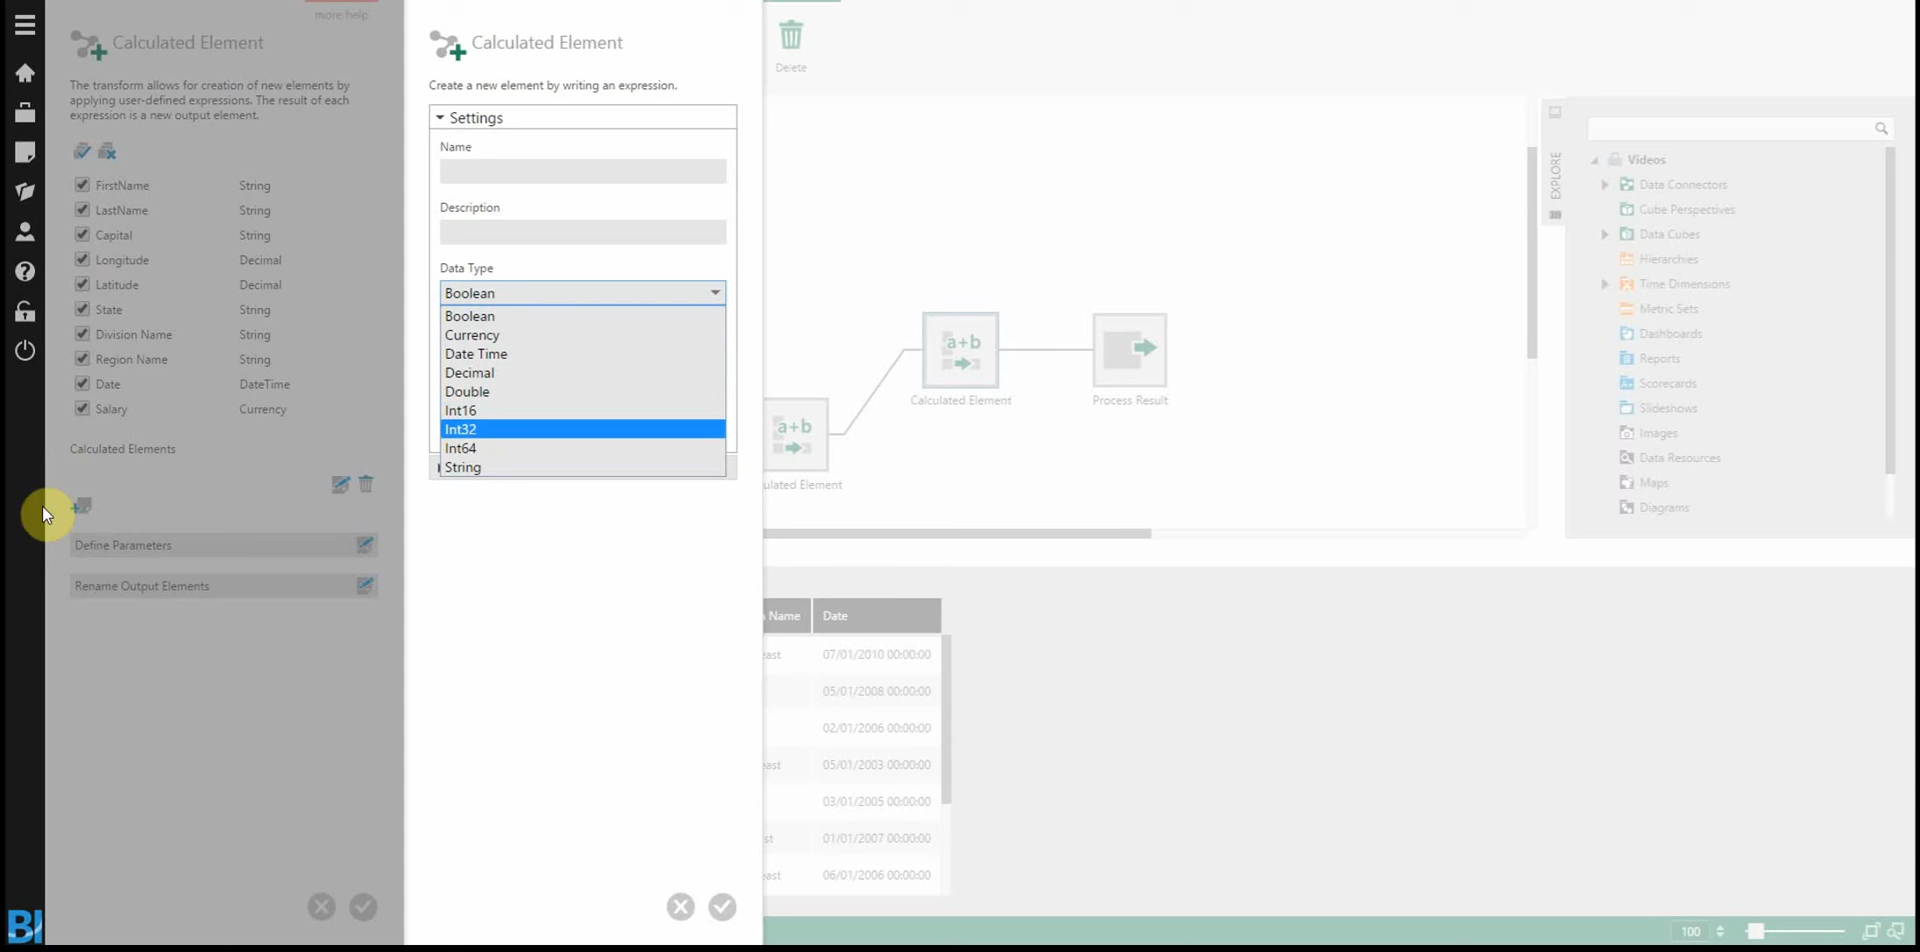 more help
Calculated Element
The transform allows for creation of new elements by
applying user-defined expressions. The result of each
expression is a new output element.
FirstName String
LastName String
Capital String
Longitude Decimal
Latitude Decimal
State String
Division Name String
Region Name String
Date DateTime
Salary Currency
Calculated Elements
Define Parameters
Rename Output Elements
BI
Calculated Element
Create a new element by writing an expression.
Settings
Name
Description
Data Type
Boolean
Boolean
Currency
Date Time
Decimal
Double
Int16
Int32
Int64
String
Delete
a+b
Calculated Element
Process Result
a+b
ulated Element
Name Date
east 07/01/2010 00:00:00
05/01/2008 00:00:00
02/01/2006 00:00:00
east 05/01/2003 00:00:00
03/01/2005 00:00:00
st 01/01/2007 00:00:00
east 06/01/2006 00:00:00
EXPLORE
Videos
Data Connectors
Cube Perspectives
Data Cubes
Hierarchies
Time Dimensions
Metric Sets
Dashboards
Reports
Scorecards
Slideshows
Images
Data Resources
Maps
Diagrams
100